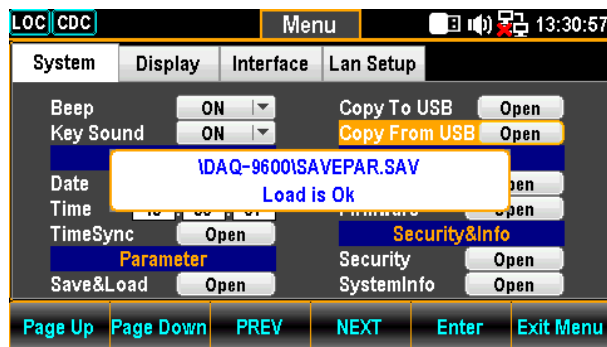 LOC CDC Menu 13:30:57
System Display Interface Lan Setup
Beep ON Copy To USB Open
Key Sound ON Copy From USB Open
\DAQ-9600\SAVEPAR.SAV
Load is Ok
Date
Time
TimeSync Open Security&Info
Parameter Security Open
Save&Load Open SystemInfo Open
Page Up Page Down PREV NEXT Enter Exit Menu